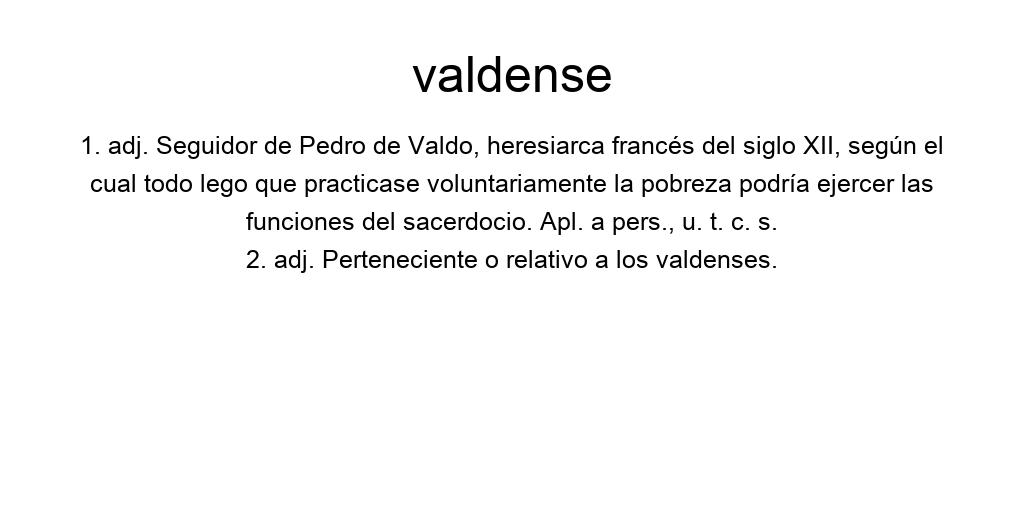 valdense
1. adj. Seguidor de Pedro de Valdo, heresiarca francés del siglo XII, según el
cual todo lego que practicase voluntariamente la pobreza podría ejercer las
funciones del sacerdocio. Apl. a pers., u. t. c. s.
2. adj. Perteneciente o relativo a los valdenses.